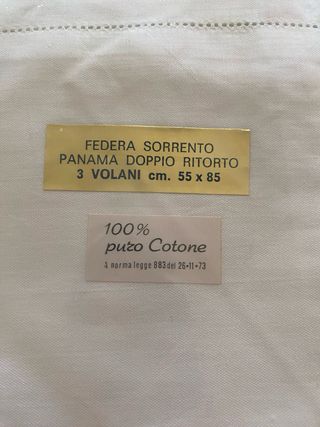 FEDERA SORRENTO
PANAMA DOPPIO RITORTO
3 VOLANI cm. 55 x 85
100%
puro Cotone
A norma legge 883 del 26-11-73